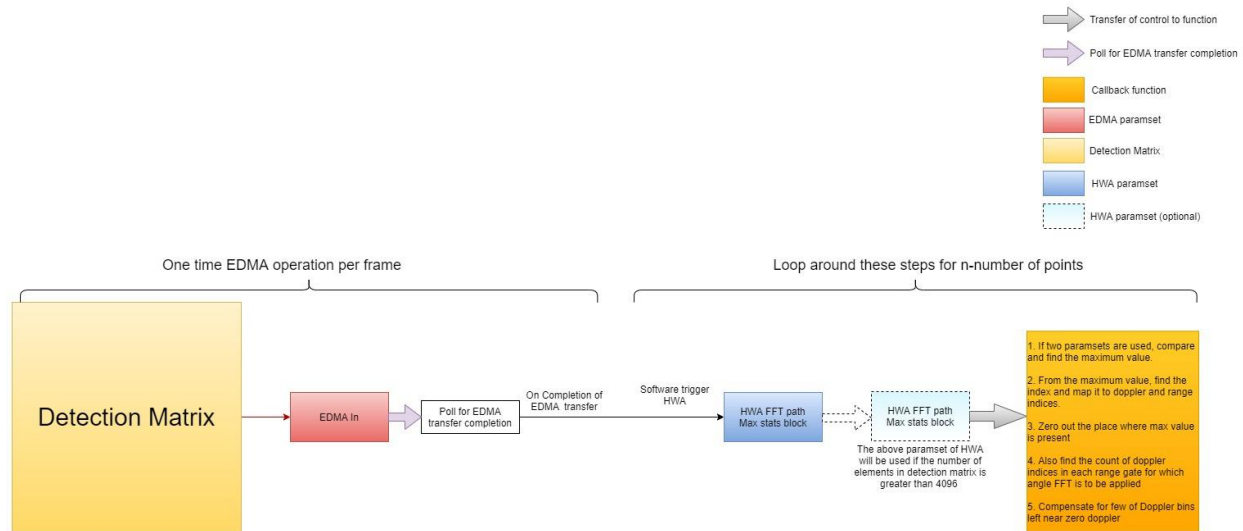 Transfer of control to function
Poll for EDMA transfer completion
Callback function
EDMA paramset
Detection Matrix
HWA paramset
HWA paramset (optional)
One time EDMA operation per frame
Loop around these steps for n-number of points
Detection Matrix
EDMA In
Poll for EDMA
transfer completion
On Completion of
EDMA transfer
Software trigger
HWA
HWA FFT path
Max stats block
HWA FFT path
Max stats block
The above paramset of HWA
will be used if the number of
elements in detection matrix is
greater than 4096
1. If two paramsets are used, compare
and find the maximum value.
2. From the maximum value, find the
index and map it to doppler and range
indices.
3. Zero out the place where max value
is present
4. Also find the count of doppler
indices in each range gate for which
angle FFT is to be applied
5. Compensate for few of Doppler bins
left near zero doppler